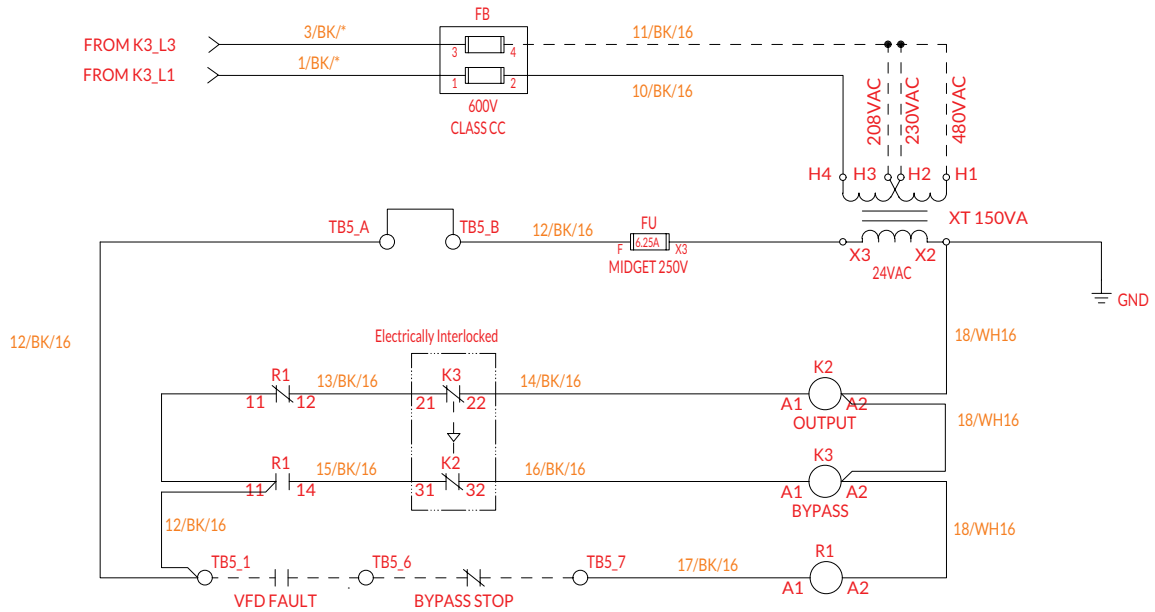 FB
FROM K3_L3
3/BK/*
3
4
11/BK/16
FROM K3_L1
1/BK/*
1
2
10/BK/16
600V
CLASS CC
208VAC
230VAC
480VAC
H4
H3
H2
H1
XT 150VA
TB5_A
TB5_B
12/BK/16
FU
F
6.25A
X3
MIDGET 250V
X3
X2
24VAC
GND
12/BK/16
Electrically Interlocked
18/WH16
R1
11
12
13/BK/16
K3
21
22
14/BK/16
K2
A1
A2
OUTPUT
18/WH16
R1
11
14
15/BK/16
K2
31
32
16/BK/16
K3
A1
A2
BYPASS
12/BK/16
18/WH16
TB5_1
VFD FAULT
TB5_6
BYPASS STOP
TB5_7
17/BK/16
R1
A1
A2